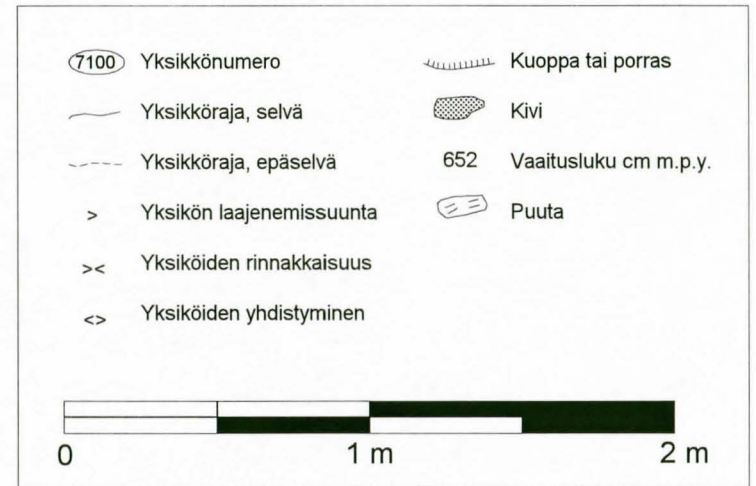 7100 Yksikkönumero
Yksikköraja, selvä
Yksikköraja, epäselvä
> Yksikön laajenemissuunta
>< Yksiköiden rinnakkaisuus
<> Yksiköiden yhdistyminen
Kuoppa tai porras
Kivi
652 Vaaitusluku cm m.p.y.
Puuta
0 1 m 2 m